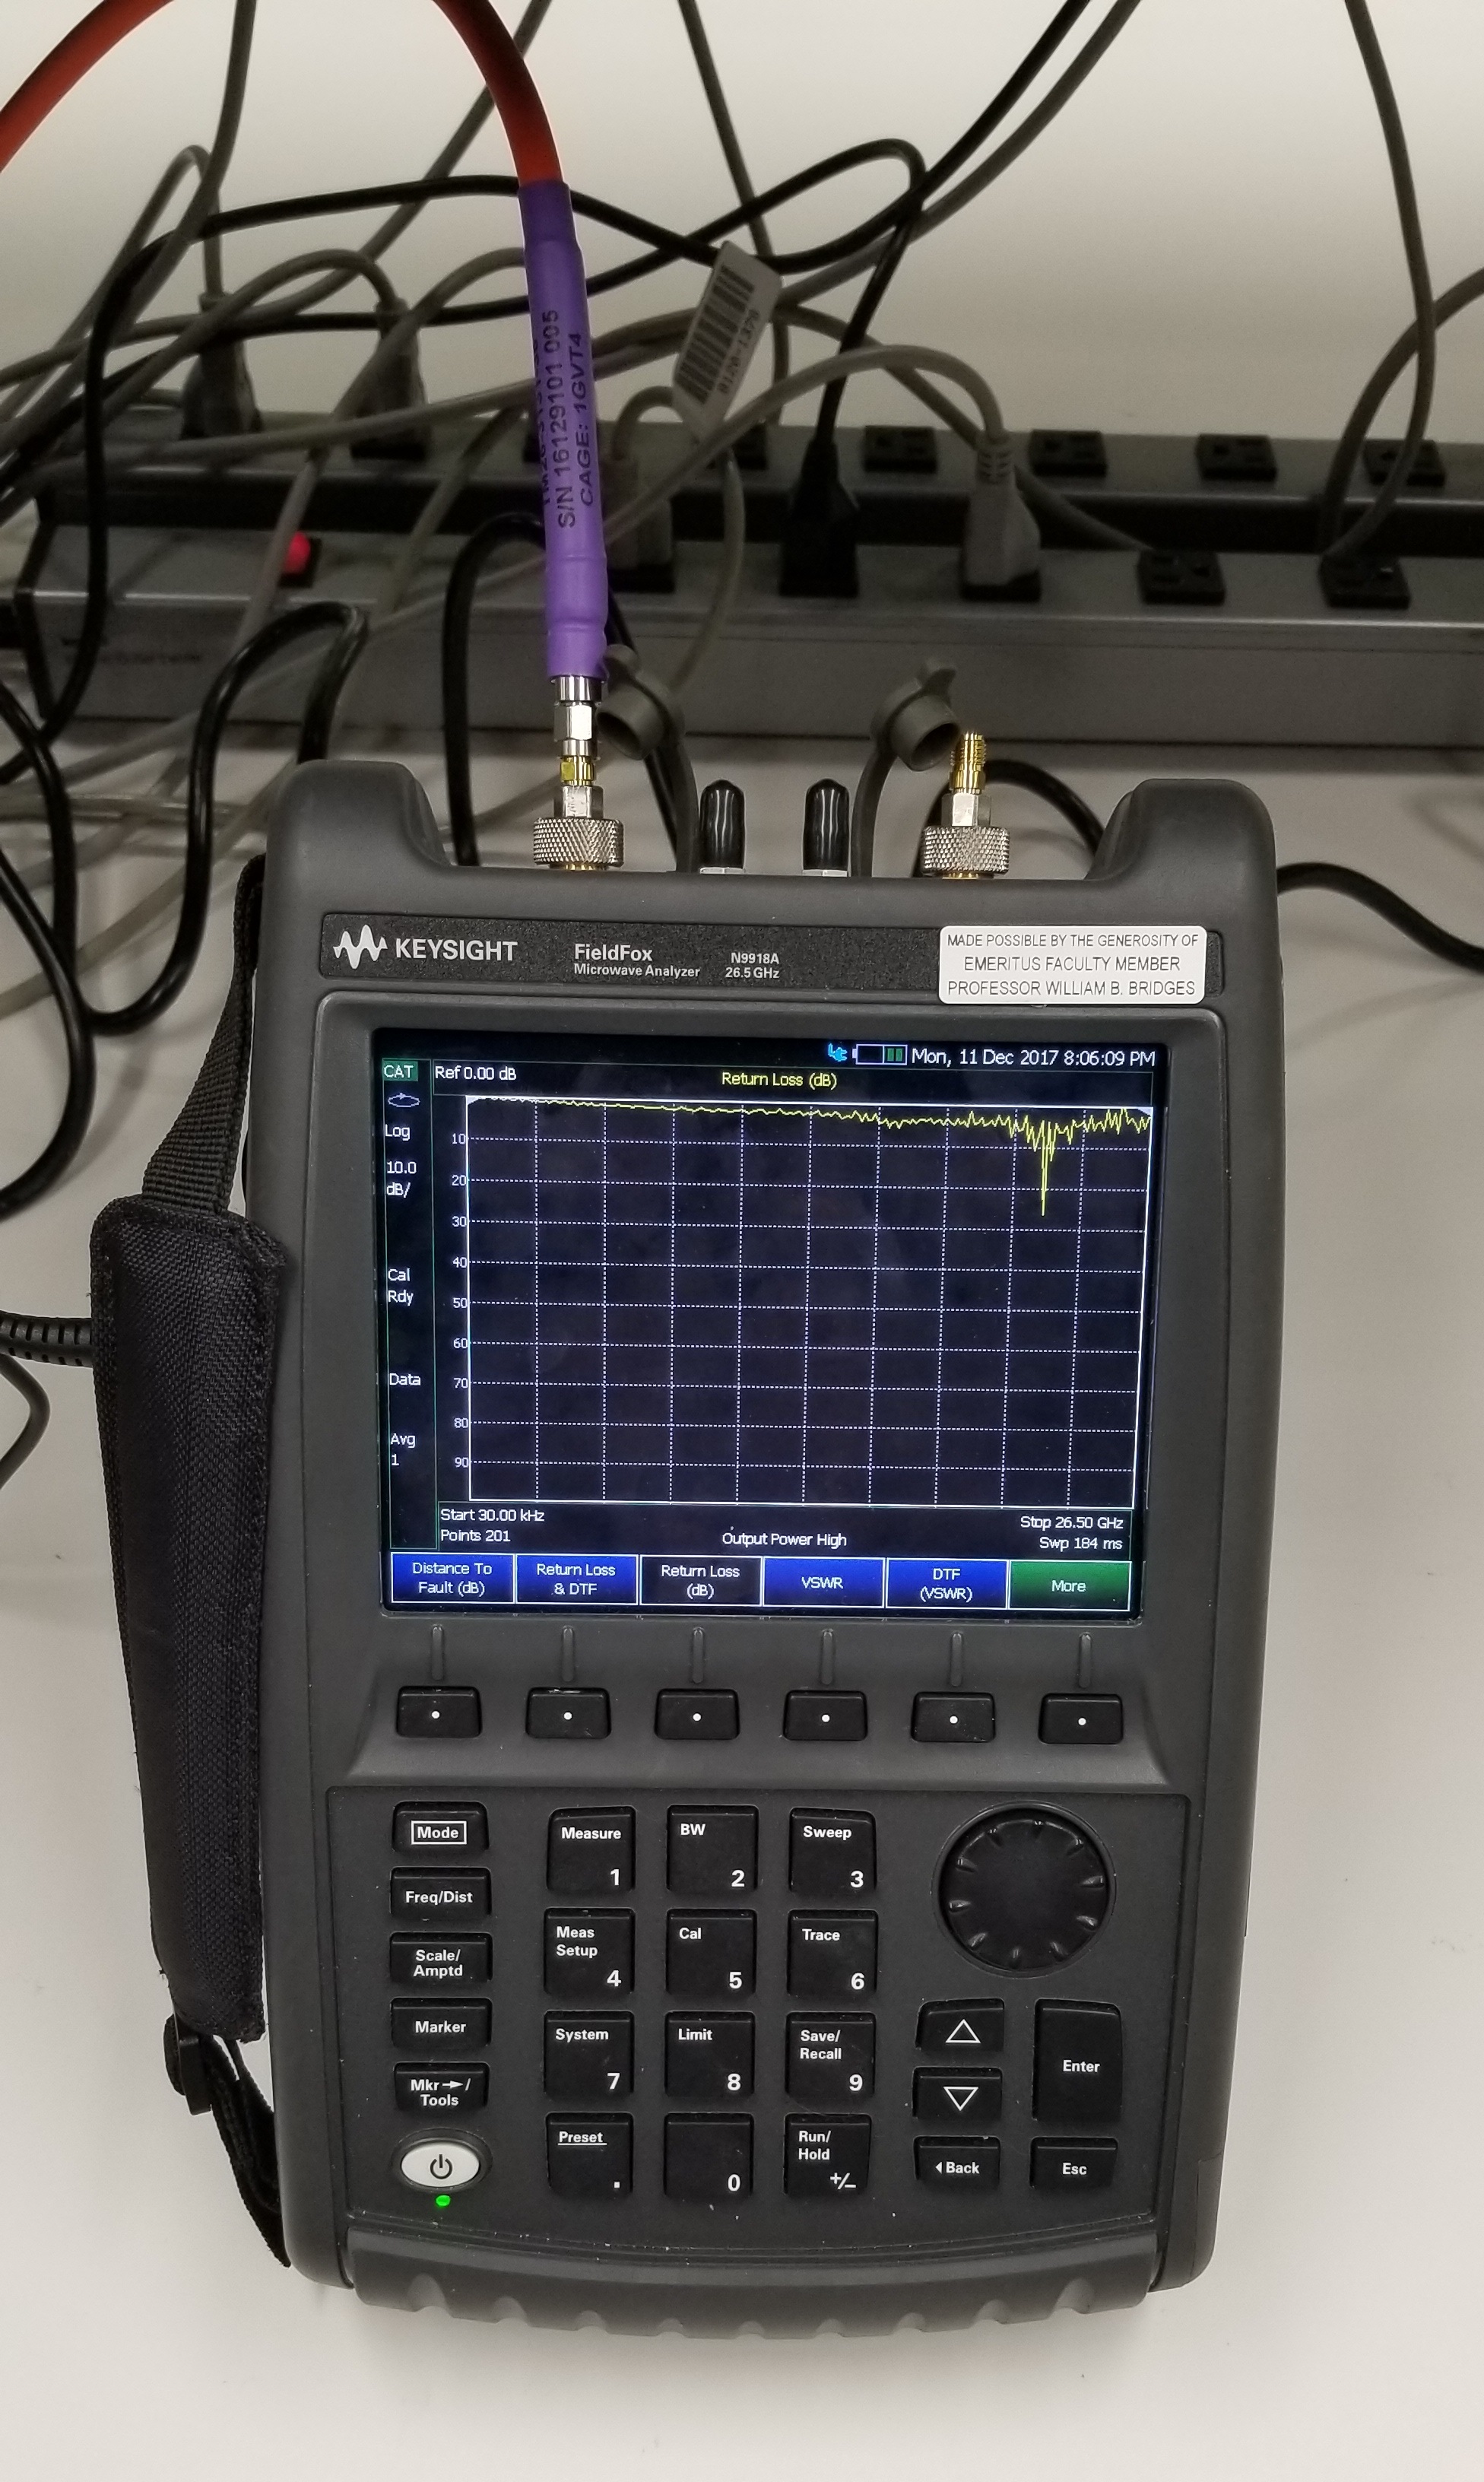 S/N 16129101 005
CAGE: 1GVT4
KEYSIGHT
FieldFox
Microwave Analyzer
N9918A
26.5 GHz
MADE POSSIBLE BY THE GENEROSITY OF
EMERITUS FACULTY MEMBER
PROFESSOR WILLIAM B. BRIDGES
Mon, 11 Dec 2017 8:06:09 PM
CAT
Ref 0.00 dB
Return Loss (dB)
Log
10.0
dB/
Cal
Rdy
Data
Avg
1
10
20
30
40
50
60
70
80
90
Start 30.00 kHz
Stop 26.50 GHz
Points 201
Output Power High
Swp 184 ms
Distance To
Fault (dB)
Return Loss
& DTF
Return Loss
(dB)
VSWR
DTF
(VSWR)
More
Mode
Freq/Dist
Scale/
Amptd
Marker
Mkr→/
Tools
Measure
1
BW
2
Sweep
3
Meas
Setup
4
Cal
5
Trace
6
System
7
Limit
8
Save/
Recall
9
Preset
.
0
Run/
Hold
+/−
Enter
Back
Esc